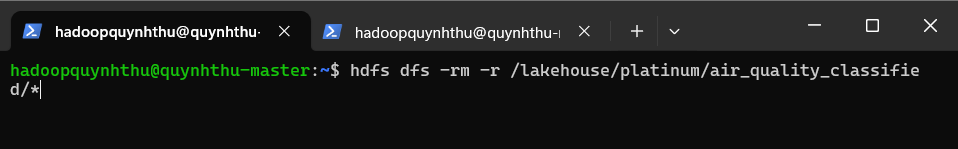 hadoopquynhthu@quynhthu- hadoopquynhthu@quynhthu-
hadoopquynhthu@quynhthu-master:~$ hdfs dfs -rm -r /lakehouse/platinum/air_quality_classifie
d/*